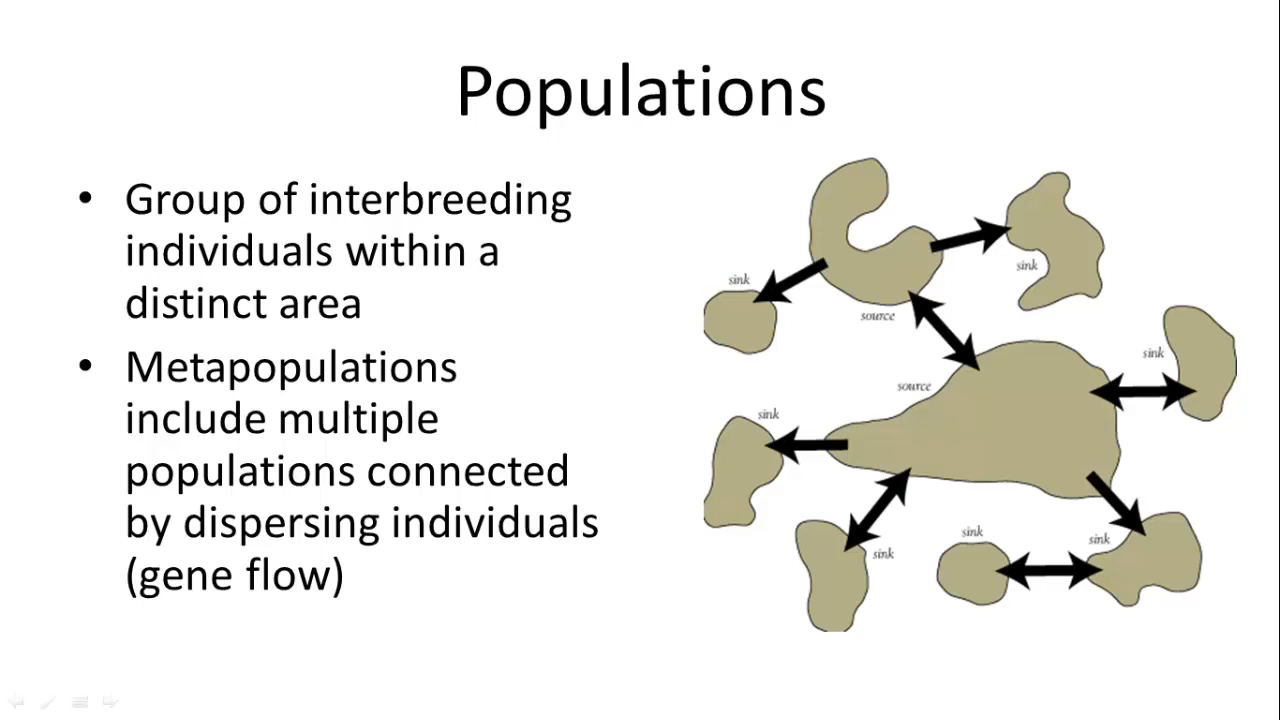 Populations
• Group of interbreeding
individuals within a
distinct area
• Metapopulations
include multiple
populations connected
by dispersing individuals
(gene flow)
sink
sink
source
sink
source
sink
sink
sink
sink